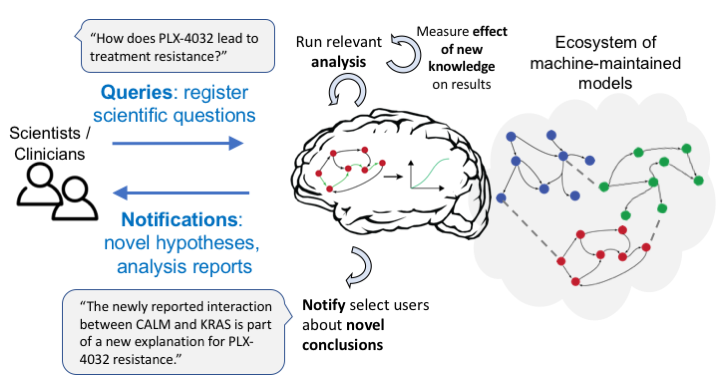 “How does PLX-4032 lead to
treatment resistance?”
Queries: register
scientific questions
Scientists /
Clinicians
Notifications:
novel hypotheses,
analysis reports
“The newly reported interaction
between CALM and KRAS is part
of a new explanation for PLX-
4032 resistance.”
Run relevant
analysis
Measure effect
of new
knowledge
on results
Notify select users
about novel
conclusions
Ecosystem of
machine-maintained
models